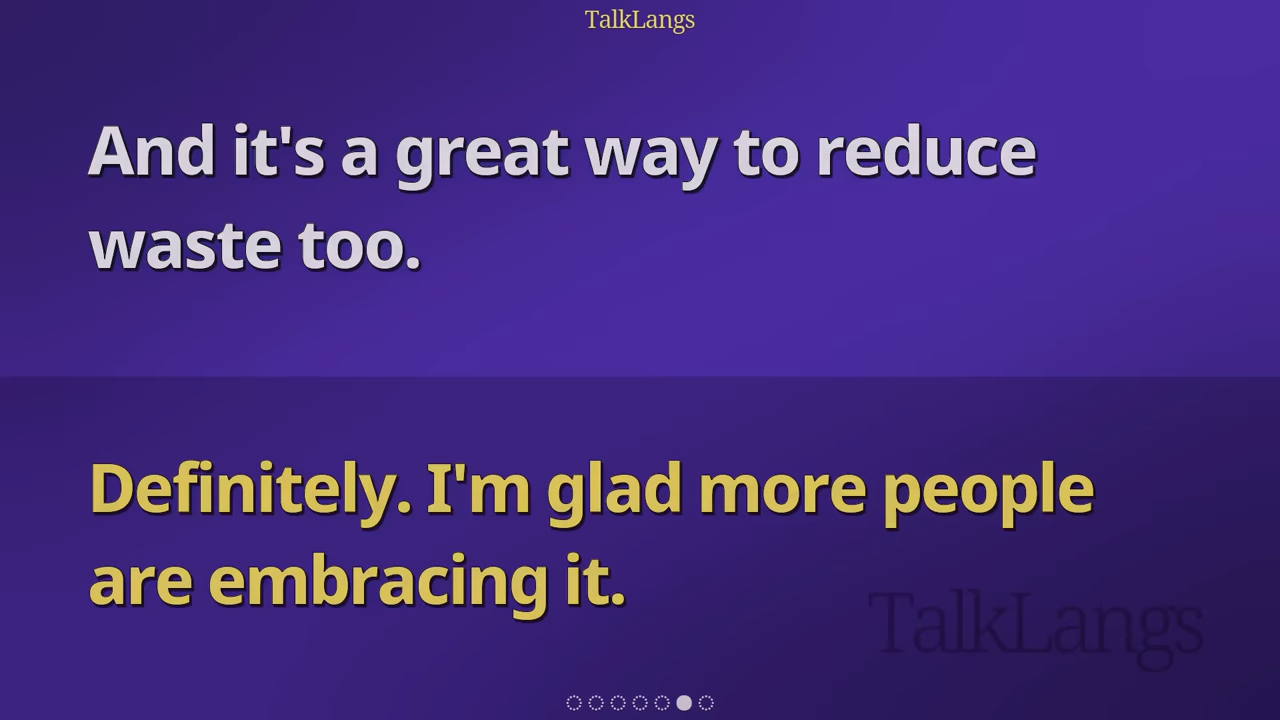 TalkLangs
And it's a great way to reduce
waste too.
Definitely. I'm glad more people
are embracing it.
TalkLangs